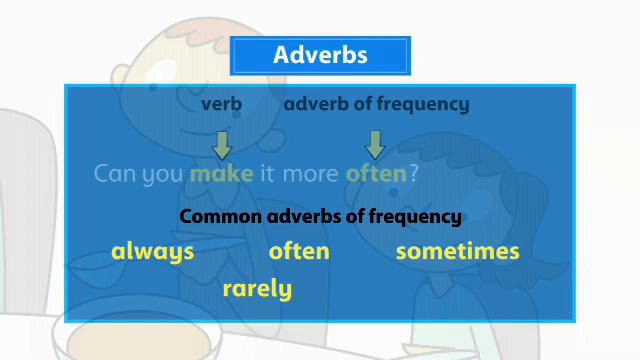 Adverbs
verb adverb of frequency
Can you make it more often?
Common adverbs of frequency
always often sometimes
rarely